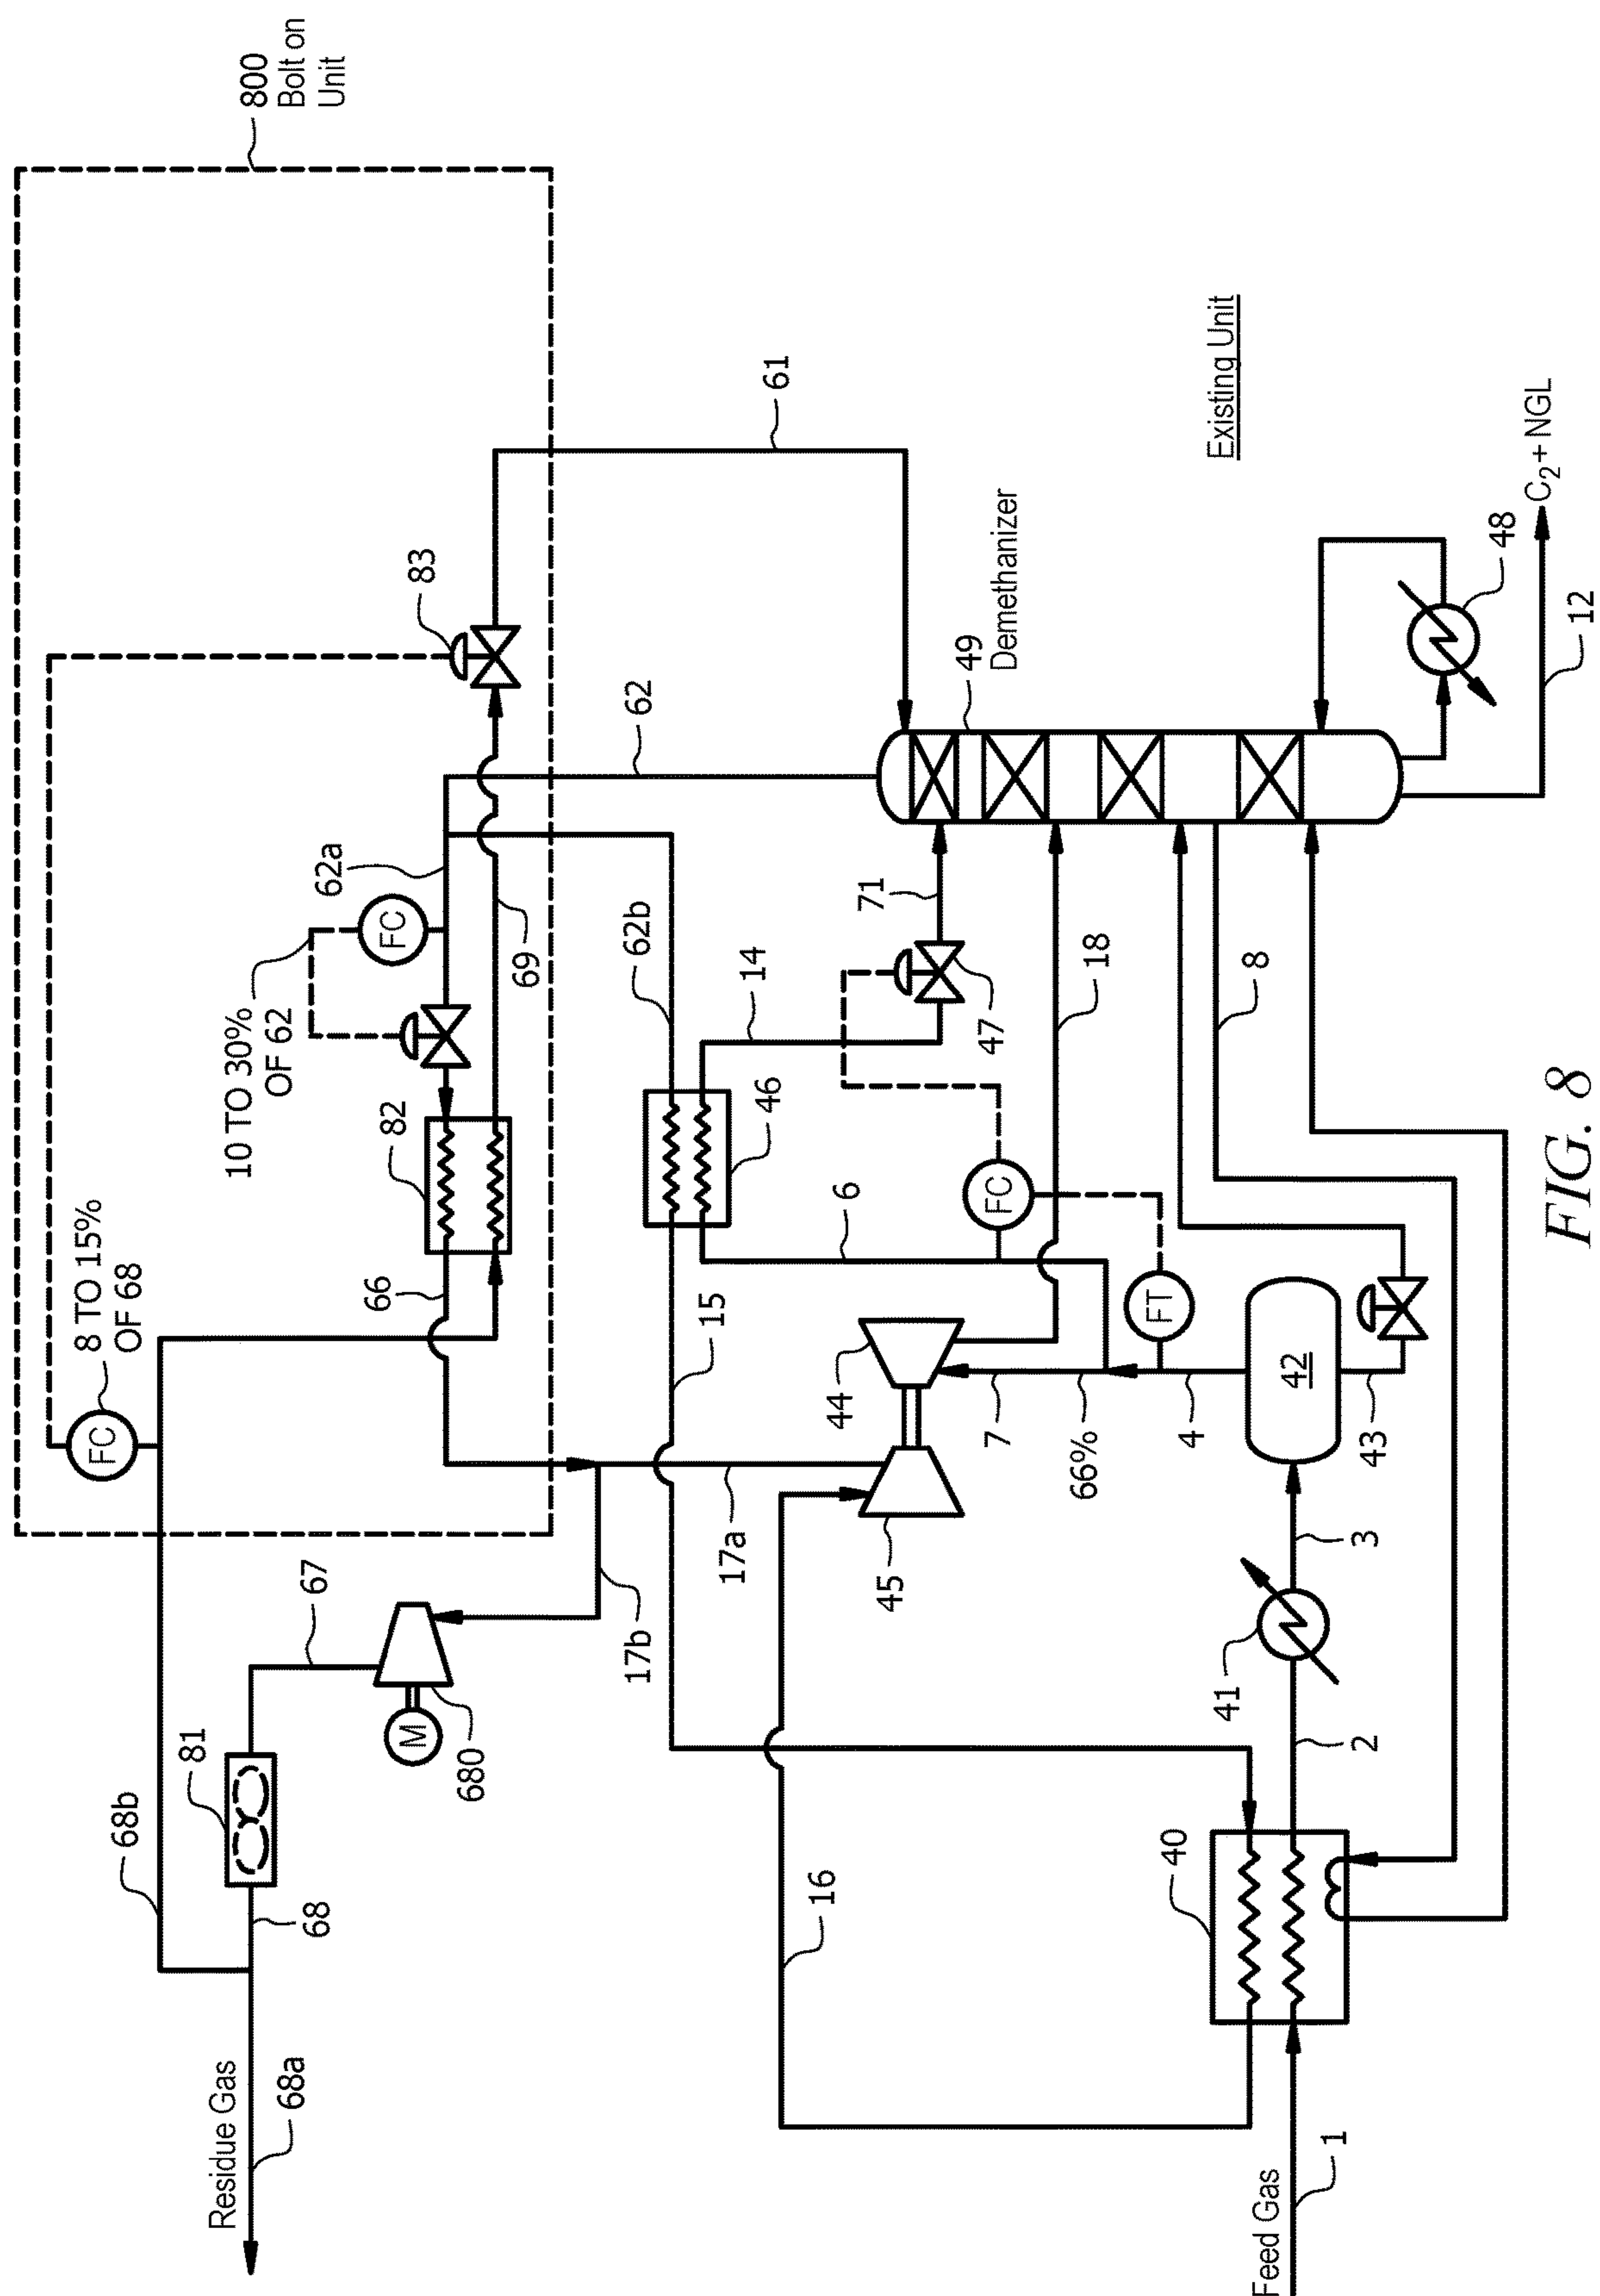 800
Bolt on
Unit
8 TO 15%
OF 68
FC
10 TO 30%
OF 62
FC
62a
83
82
66
69
62
61
Residue Gas
68a
68b
68
81
67
M
680
17b
17a
15
62b
46
14
71
47
49
Demethanizer
Existing Unit
16
45
44
6
FC
18
7
66%
4
FT
8
40
41
42
43
48
Feed Gas
1
2
3
C₂+NGL
12
FIG. 8